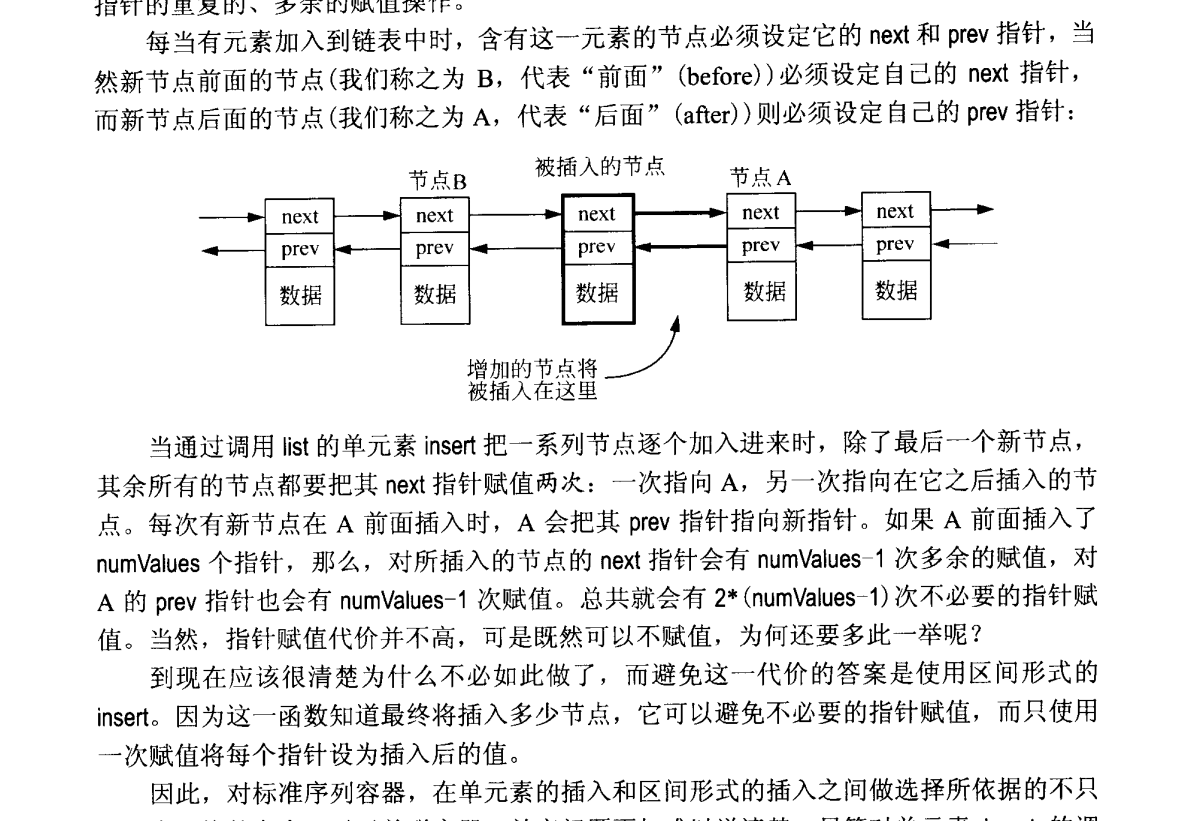 指针的重复的、多余的赋值操作。
每当有元素加入到链表中时，含有这一元素的节点必须设定它的 next 和 prev 指针，当
然新节点前面的节点(我们称之为 B，代表“前面”(before))必须设定自己的 next 指针，
而新节点后面的节点(我们称之为 A，代表“后面”(after))则必须设定自己的 prev 指针：
节点B
被插入的节点
节点A
next next next next next
prev prev prev prev prev
数据 数据 数据 数据 数据
增加的节点将
被插入在这里
当通过调用 list 的单元素 insert 把一系列节点逐个加入进来时，除了最后一个新节点，
其余所有的节点都要把其 next 指针赋值两次：一次指向 A，另一次指向在它之后插入的节
点。每次有新节点在 A 前面插入时，A 会把其 prev 指针指向新指针。如果 A 前面插入了
numValues 个指针，那么，对所插入的节点的 next 指针会有 numValues-1 次多余的赋值，对
A 的 prev 指针也会有 numValues-1 次赋值。总共就会有 2*(numValues-1)次不必要的指针赋
值。当然，指针赋值代价并不高，可是既然可以不赋值，为何还要多此一举呢？
到现在应该很清楚为什么不必如此做了，而避免这一代价的答案是使用区间形式的
insert。因为这一函数知道最终将插入多少节点，它可以避免不必要的指针赋值，而只使用
一次赋值将每个指针设为插入后的值。
因此，对标准序列容器，在单元素的插入和区间形式的插入之间做选择所依据的不只